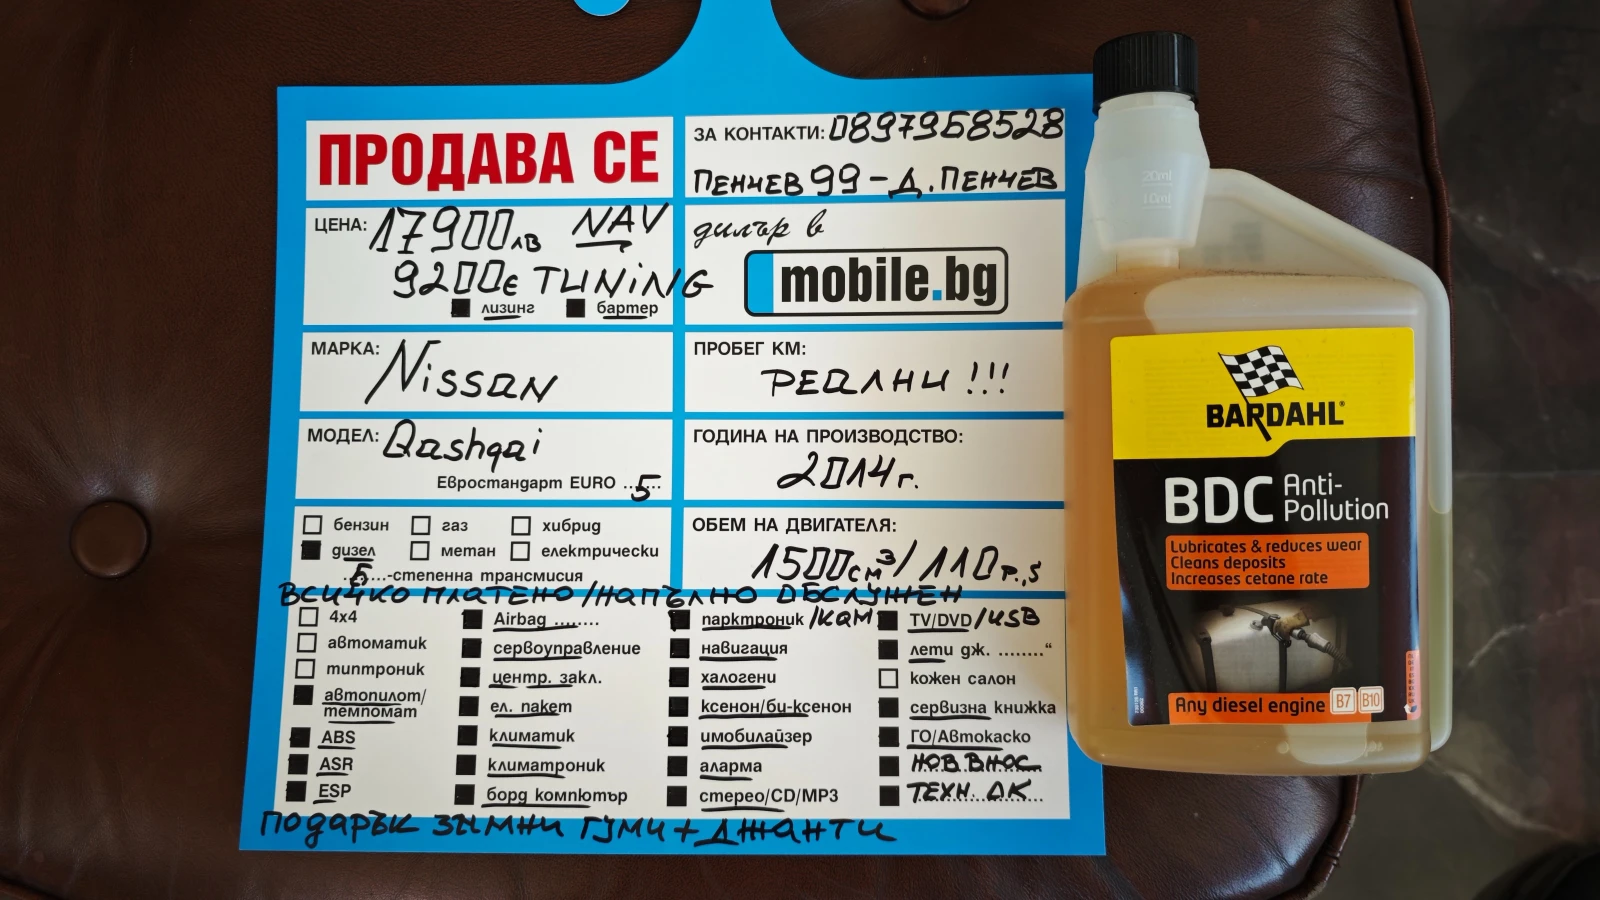 ПРОДАВА СЕ
ЗА КОНТАКТИ: 0897968528
ПЕНЧЕВ 99 - Д. ПЕНЧЕВ
ЦЕНА: 17900лв NAV
9200€ TUNiNG
лизинг бартер
дилър в
mobile.bg
МАРКА: Nissan
ПРОБЕГ КМ:
РЕАЛНИ !!!
МОДЕЛ: Qashqai
Евростандарт EURO ..5..
ГОДИНА НА ПРОИЗВОДСТВО:
2014г.
бензин газ хибрид
дизел метан електрически
...-степенна трансмисия
ОБЕМ НА ДВИГАТЕЛЯ:
1500см³/110p.s
ВСИЧКО ПЛАТЕНО/НАПЪЛНО ОБСЛУЖЕН
4x4 Airbag ........ парктроник /КАМ TV/DVD/USB
автоматик сервоуправление навигация лети дж. ........"
типтроник центр. закл. халогени кожен салон
автопилот/ ел. пакет ксенон/би-ксенон сервизна книжка
темпомат
ABS климатик имобилайзер ГО/Автокаско
ASR климатроник аларма НОВ ВНОС
ESP борд компютър стерео/CD/MP3 ТЕХН. ДК
ПОДАРЪК ЗИМНИ ГУМИ + ДЖАНТИ
20ml
10ml
BARDAHL®
BDC Anti-
Pollution
Lubricates & reduces wear
Cleans deposits
Increases cetane rate
Any diesel engine B7 B10